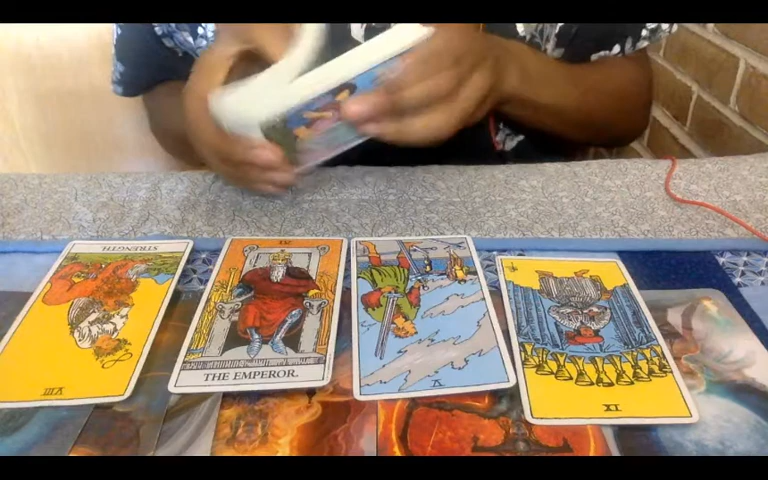 STRENGTH.
VIII
IV
THE EMPEROR.
V
IX